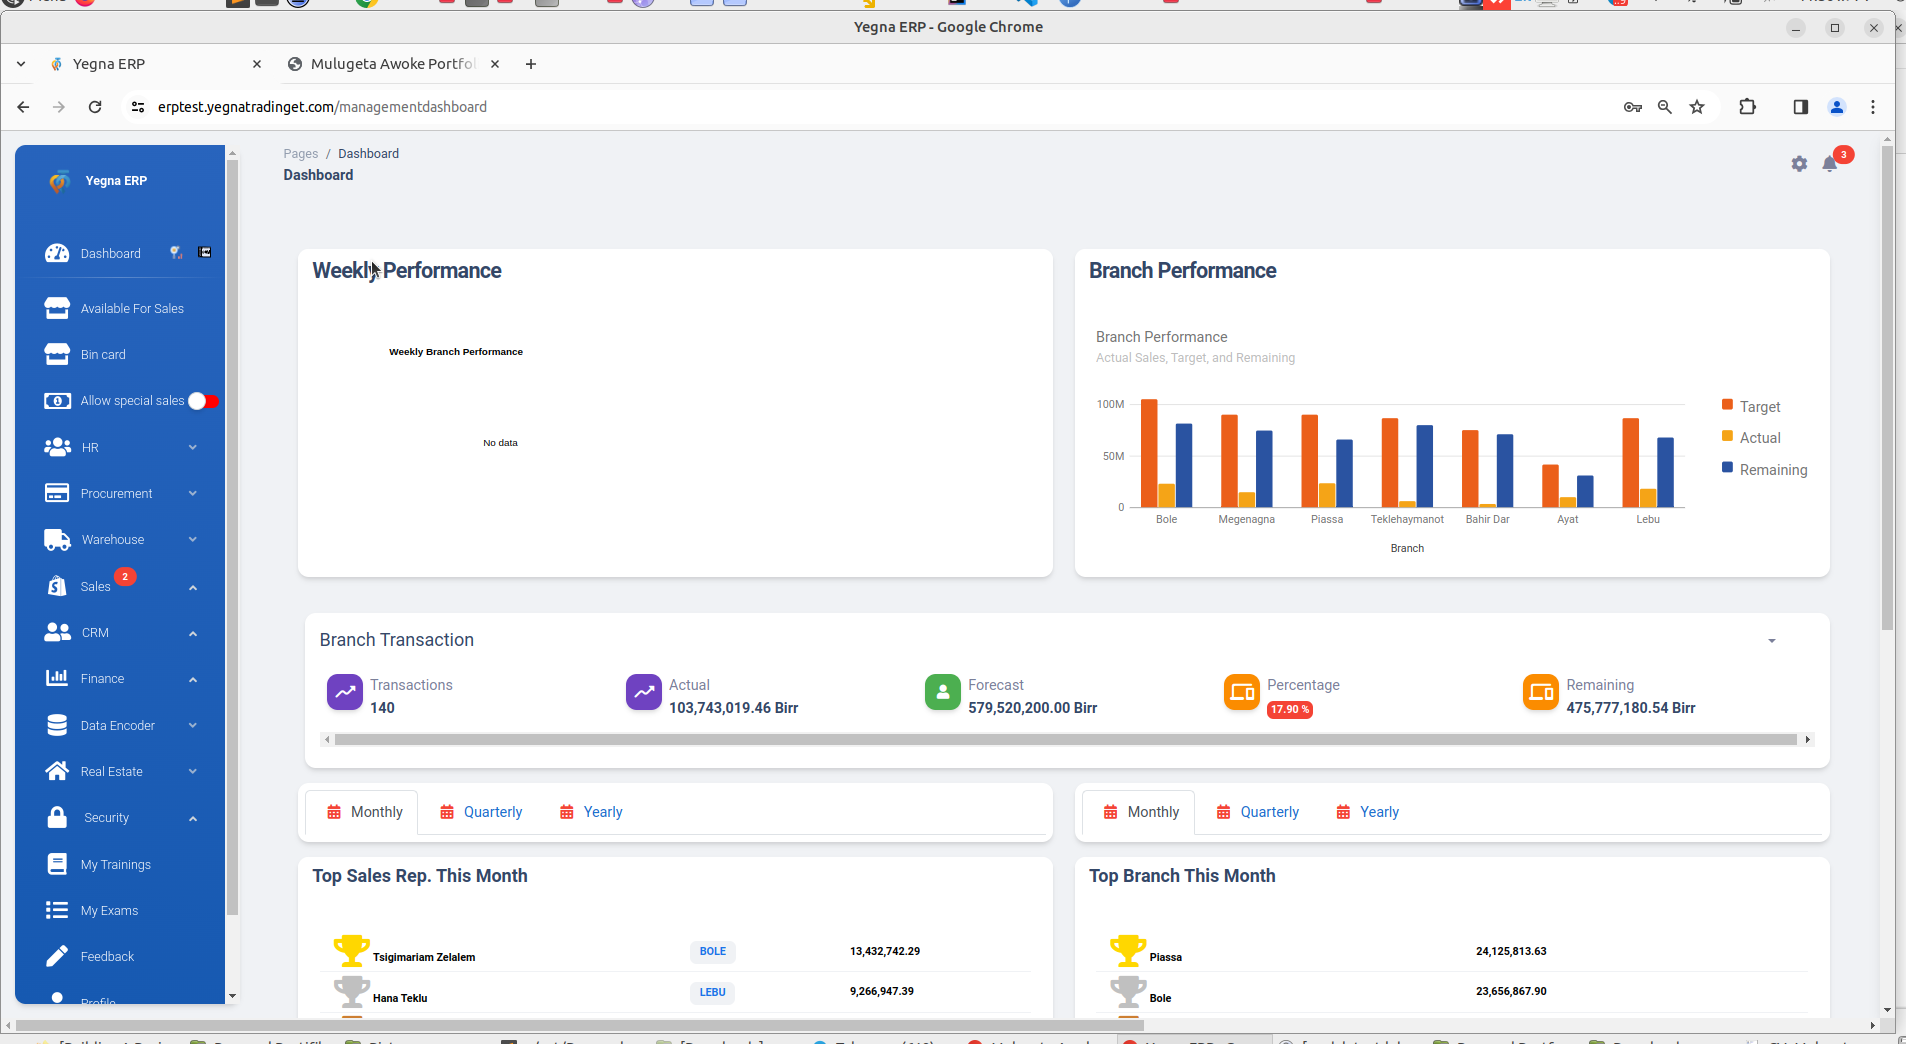 Yegna ERP - Google Chrome
Yegna ERP
Mulugeta Awoke Portfo
erptest.yegnatradinget.com/managementdashboard
Yegna ERP
Dashboard
Available For Sales
Bin card
Allow special sales
HR
Procurement
Warehouse
Sales 2
CRM
Finance
Data Encoder
Real Estate
Security
My Trainings
My Exams
Feedback
Profile
Pages / Dashboard
Dashboard
3
Weekly Performance
Weekly Branch Performance
No data
Branch Performance
Branch Performance
Actual Sales, Target, and Remaining
100M
50M
0
Bole Megenagna Piassa Teklehaymanot Bahir Dar Ayat Lebu
Branch
Target
Actual
Remaining
Branch Transaction
Transactions
140
Actual
103,743,019.46 Birr
Forecast
579,520,200.00 Birr
Percentage
17.90 %
Remaining
475,777,180.54 Birr
Monthly Quarterly Yearly
Monthly Quarterly Yearly
Top Sales Rep. This Month
Tsigimariam Zelalem BOLE 13,432,742.29
Hana Teklu LEBU 9,266,947.39
Top Branch This Month
Piassa 24,125,813.63
Bole 23,656,867.90